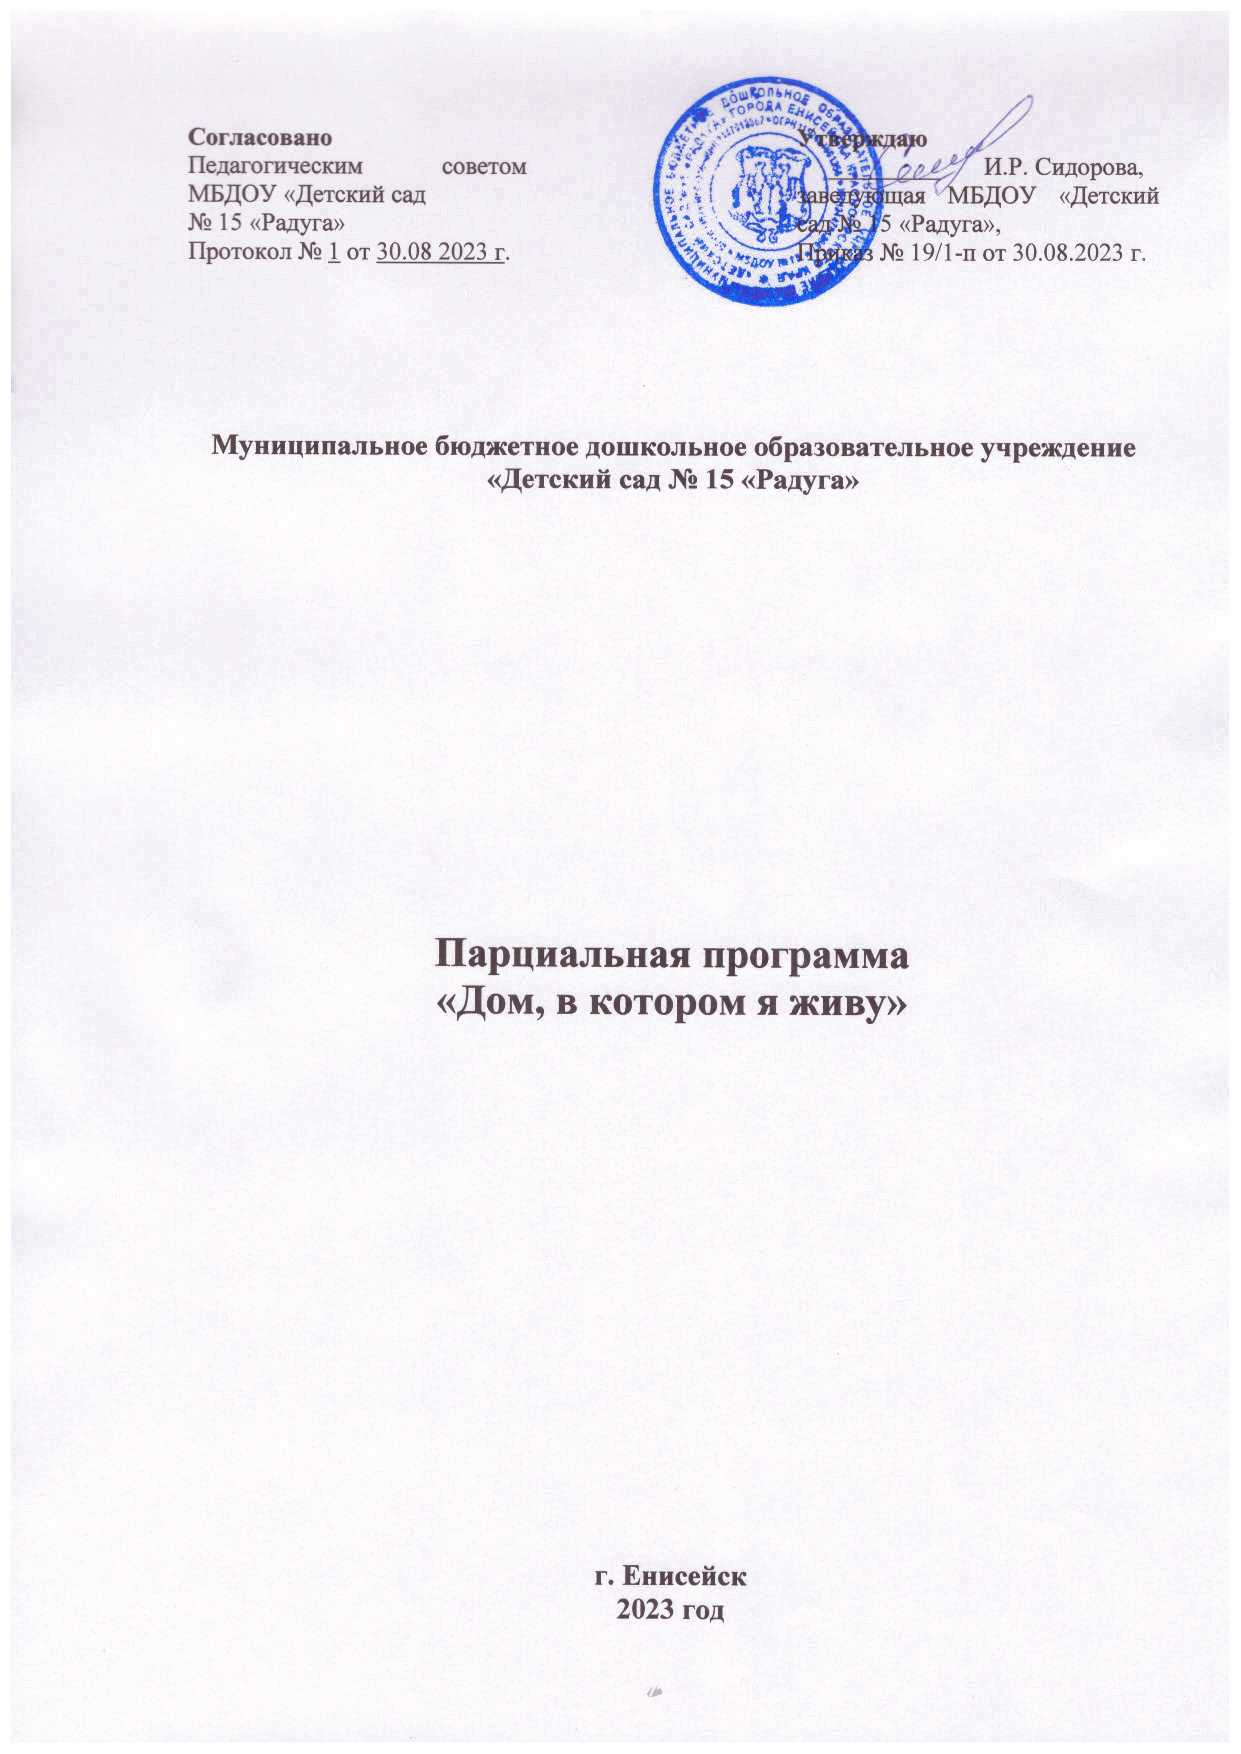 Согласовано
Педагогическим советом
МБДОУ «Детский сад
№ 15 «Радуга»
Протокол № 1 от 30.08 2023 г.
Утверждаю
И.Р. Сидорова,
заведующая МБДОУ «Детский
сад № 15 «Радуга»,
Приказ № 19/1-п от 30.08.2023 г.
Муниципальное бюджетное дошкольное образовательное учреждение
«Детский сад № 15 «Радуга»
Парциальная программа
«Дом, в котором я живу»
г. Енисейск
2023 год